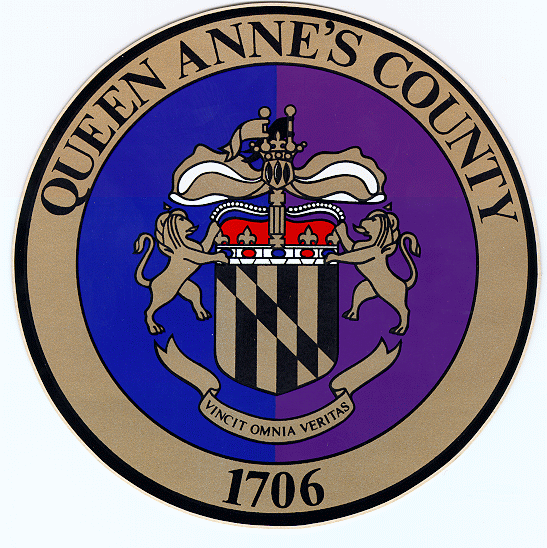 QUEEN ANNE'S COUNTY
VINCIT OMNIA VERITAS
1706